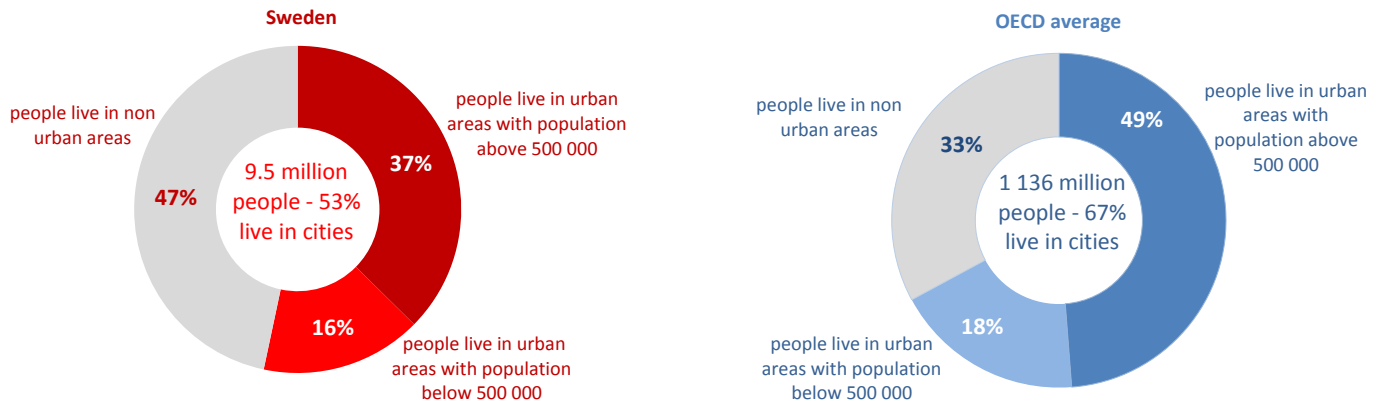 Sweden
people live in non
urban areas
people live in urban
areas with population
above 500 000
37%
47%
9.5 million
people - 53%
live in cities
16%
people live in urban
areas with population
below 500 000
OECD average
people live in non
urban areas
people live in urban
areas with
population above
500 000
49%
33%
1 136 million
people - 67%
live in cities
18%
people live in urban
areas with population
below 500 000